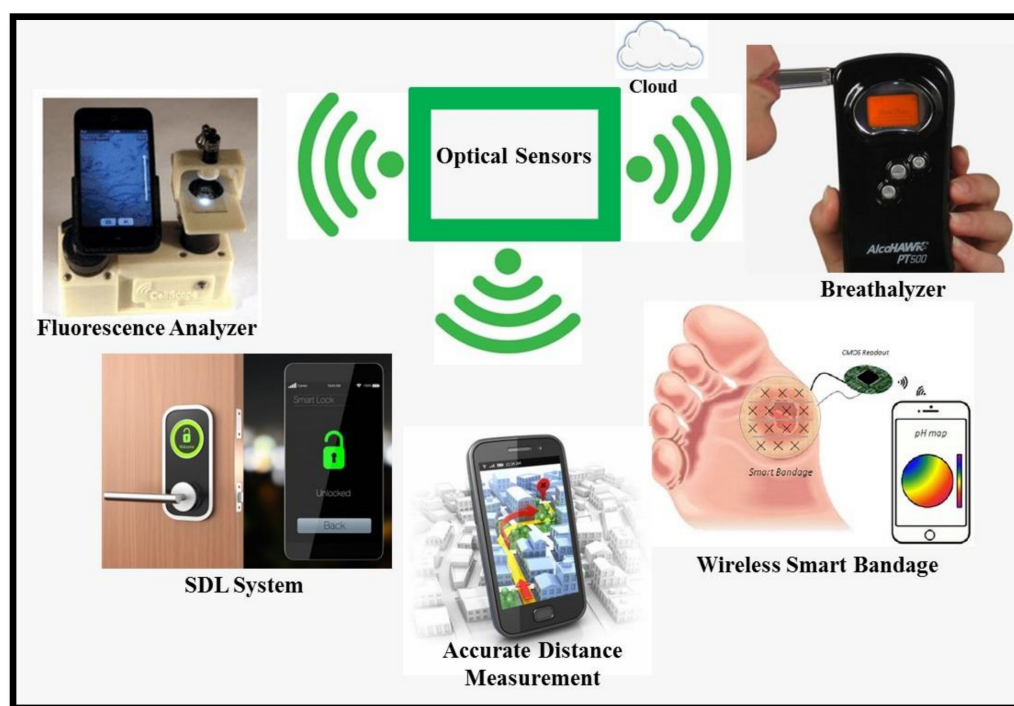 Cloud
Optical Sensors
AlcoHAWK
PT500
CellScope
Breathalyzer
Fluorescence Analyzer
CMOS Readout
Smart Lock
pH map
Unlocked
Smart Bandage
Back
Wireless Smart Bandage
SDL System
Accurate Distance
Measurement